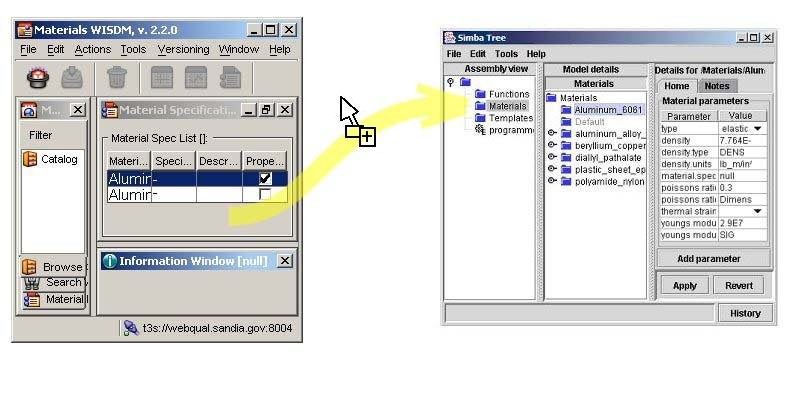 Materials WISDM, v. 2.2.0
File Edit Actions Tools Versioning Window Help
M...
Filter
Catalog
Browse
Search
Material
Material Specificati...
Material Spec List []:
Materi... Speci... Descr... Prope...
Alumir -
Alumir -
Information Window [null]
t3s://webqual.sandia.gov:8004
Simba Tree
File Edit Tools Help
Assembly view
Functions
Materials
Templates
programme
Model details
Materials
Materials
Aluminum_6061
Default
aluminum_alloy_
beryllium_copper
diallyl_pathalate
plastic_sheet_ep
polyamide_nylon
Details for /Materials/Alum
Home Notes
Material parameters
Parameter Value
type elastic
density 7.764E-
density.type DENS
density.units lb_m/in³
material.spec null
poissons rati 0.3
poissons rati Dimens
thermal strain
youngs modu 2.9E7
youngs modu SIG
Add parameter
Apply Revert
History